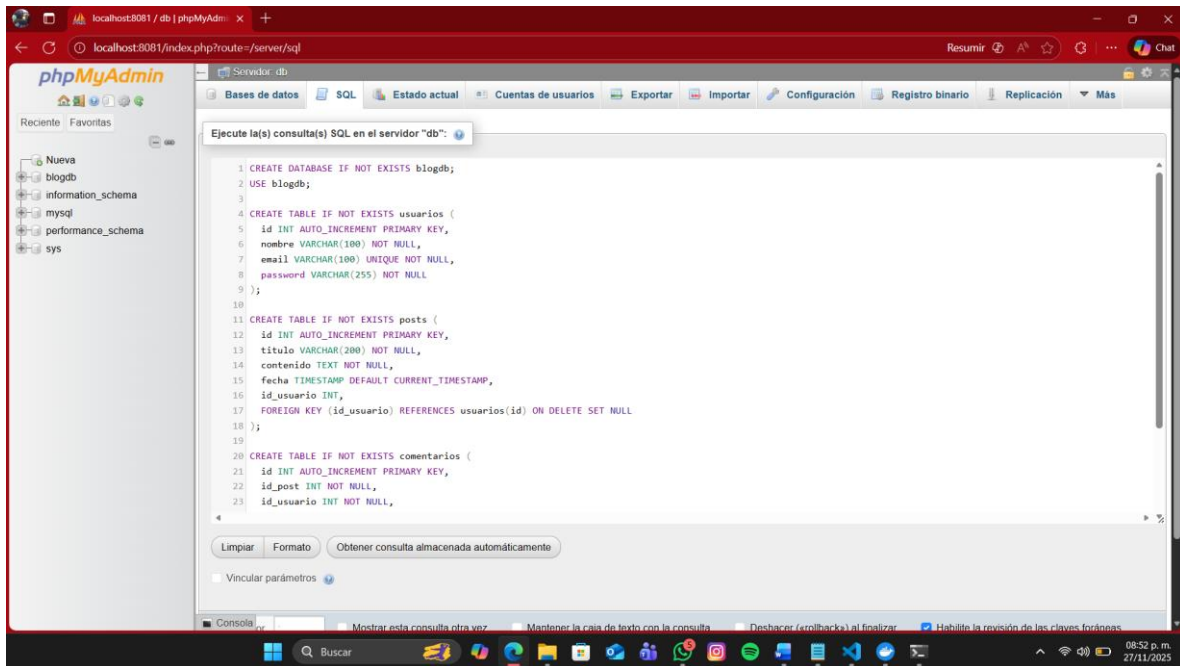 localhost:8081 / db | phpMyAdmi
localhost:8081/index.php?route=/server/sql
Resumir
Chat
phpMyAdmin
Reciente Favoritas
Nueva
blogdb
information_schema
mysql
performance_schema
sys
Servidor: db
Bases de datos SQL Estado actual Cuentas de usuarios Exportar Importar Configuración Registro binario Replicación Más
Ejecute la(s) consulta(s) SQL en el servidor "db":
1 CREATE DATABASE IF NOT EXISTS blogdb;
2 USE blogdb;
3
4 CREATE TABLE IF NOT EXISTS usuarios (
5 id INT AUTO_INCREMENT PRIMARY KEY,
6 nombre VARCHAR(100) NOT NULL,
7 email VARCHAR(100) UNIQUE NOT NULL,
8 password VARCHAR(255) NOT NULL
9 );
10
11 CREATE TABLE IF NOT EXISTS posts (
12 id INT AUTO_INCREMENT PRIMARY KEY,
13 titulo VARCHAR(200) NOT NULL,
14 contenido TEXT NOT NULL,
15 fecha TIMESTAMP DEFAULT CURRENT_TIMESTAMP,
16 id_usuario INT,
17 FOREIGN KEY (id_usuario) REFERENCES usuarios(id) ON DELETE SET NULL
18 );
19
20 CREATE TABLE IF NOT EXISTS comentarios (
21 id INT AUTO_INCREMENT PRIMARY KEY,
22 id_post INT NOT NULL,
23 id_usuario INT NOT NULL,
Limpiar Formato Obtener consulta almacenada automáticamente
Vincular parámetros
Consola
Mostrar esta consulta otra vez Mantener la caja de texto con la consulta Deshacer («rollback») al finalizar Habilite la revisión de las claves foráneas
Buscar
08:52 p. m.
27/11/2025